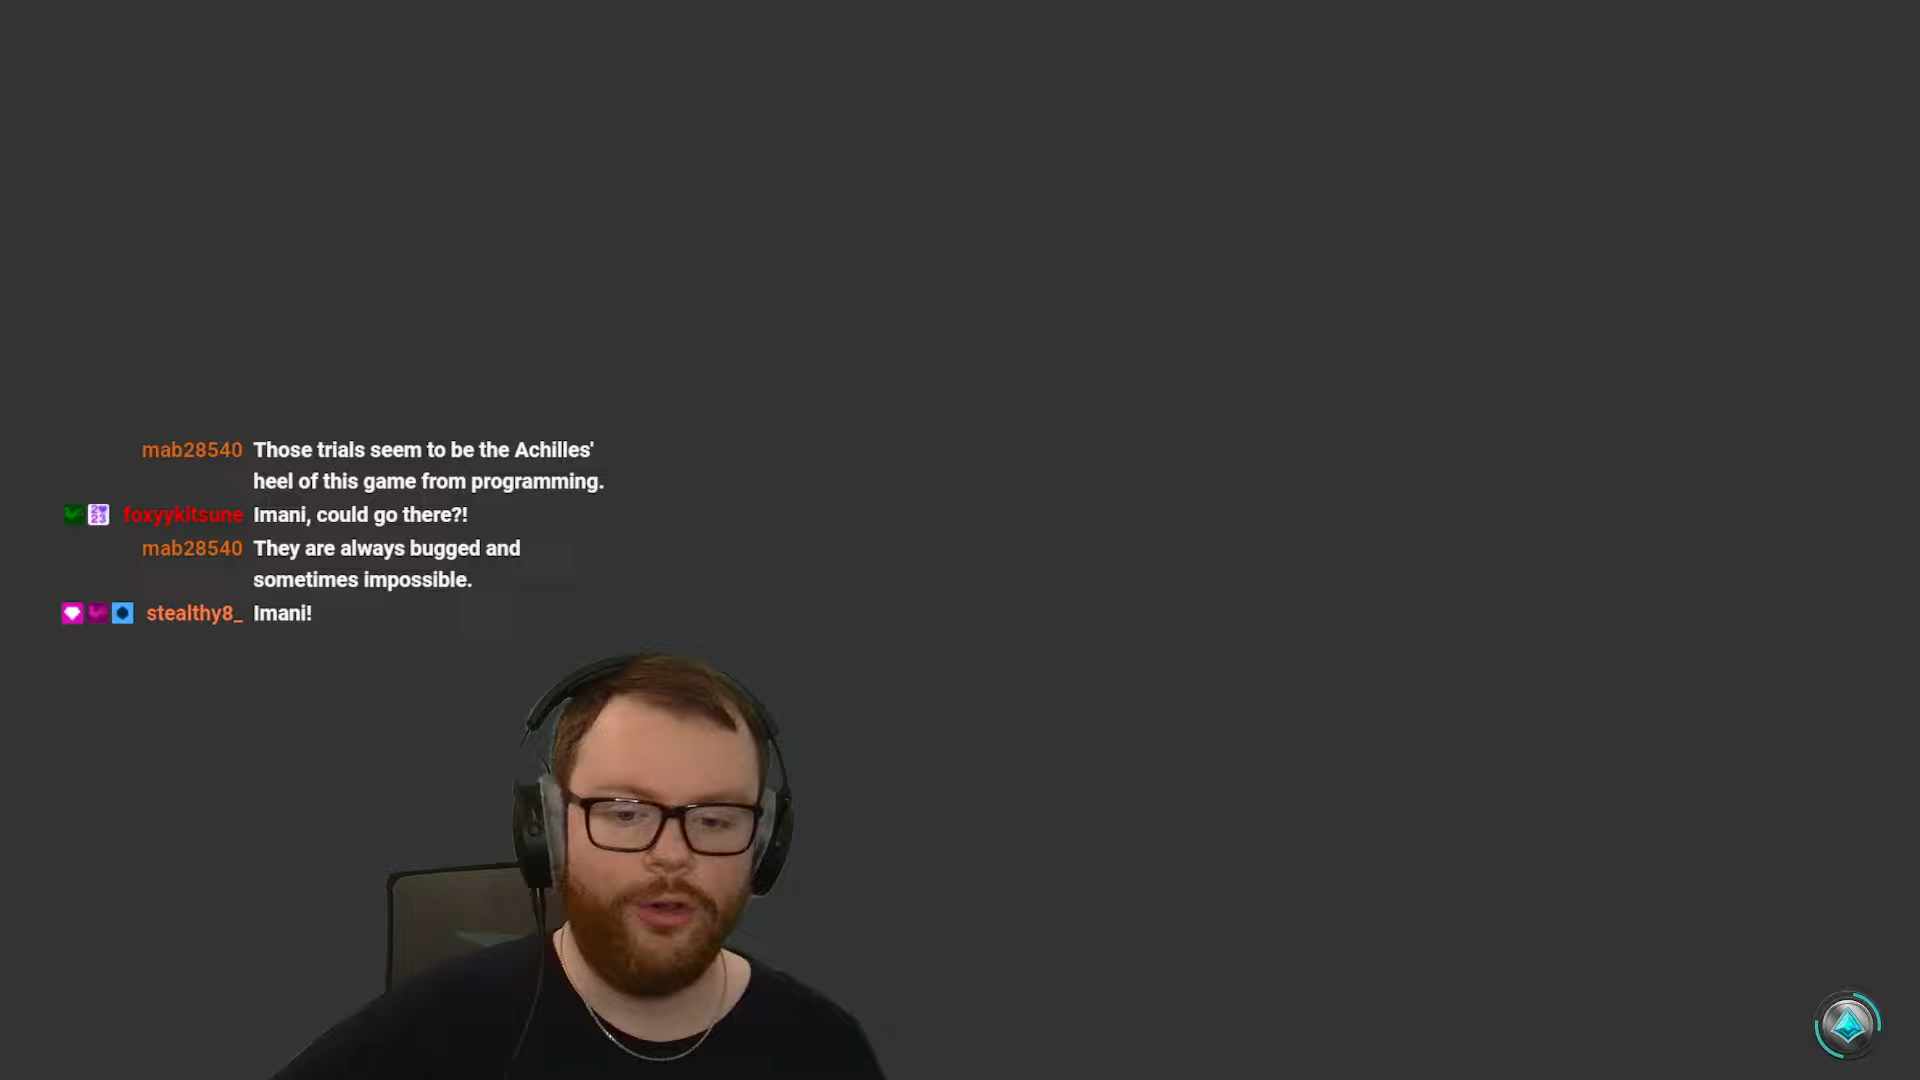 mab28540 Those trials seem to be the Achilles'
heel of this game from programming.
foxyykitsune Imani, could go there?!
mab28540 They are always bugged and
sometimes impossible.
stealthy8_ Imani!